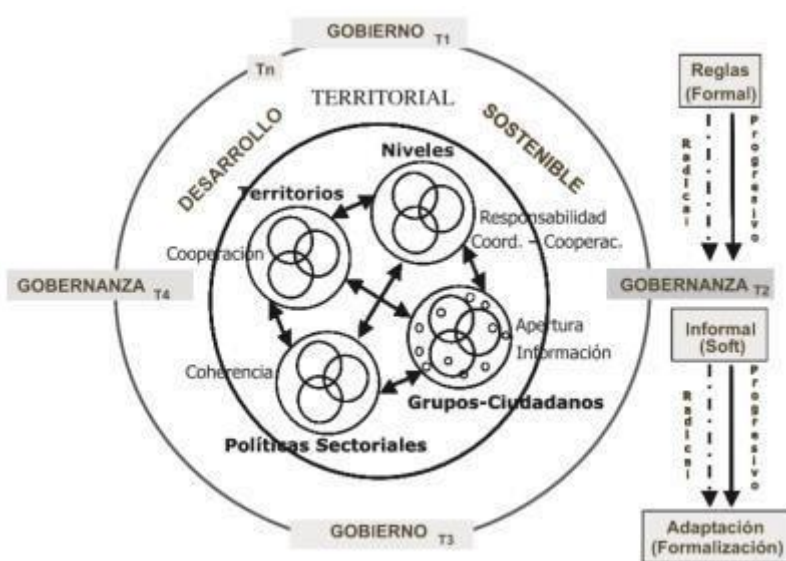 GOBIERNO T1
Tn
TERRITORIAL
DESARROLLO
SOSTENIBLE
Niveles
Territorios
Responsabilidad
Coord. – Cooperac.
Cooperación
GOBERNANZA T4
Apertura
Información
Coherencia
Grupos-Ciudadanos
Políticas Sectoriales
GOBIERNO T3
Reglas
(Formal)
Radical
Progresivo
GOBERNANZA T2
Informal
(Soft)
Radical
Progresivo
Adaptación
(Formalización)